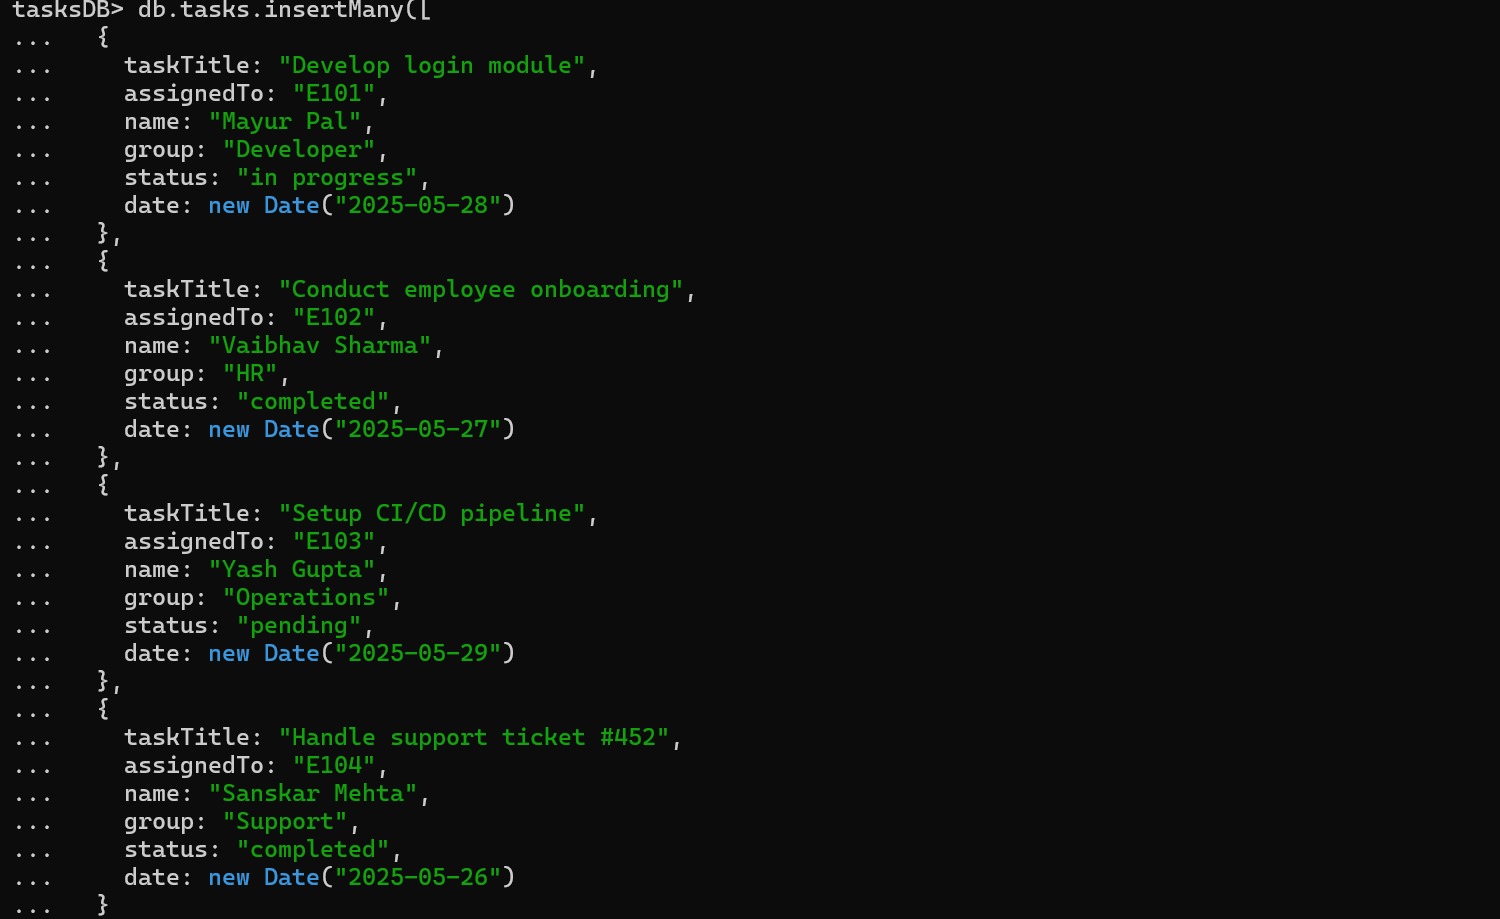 tasksDB> db.tasks.insertMany([
...   {
...     taskTitle: "Develop login module",
...     assignedTo: "E101",
...     name: "Mayur Pal",
...     group: "Developer",
...     status: "in progress",
...     date: new Date("2025-05-28")
...   },
...   {
...     taskTitle: "Conduct employee onboarding",
...     assignedTo: "E102",
...     name: "Vaibhav Sharma",
...     group: "HR",
...     status: "completed",
...     date: new Date("2025-05-27")
...   },
...   {
...     taskTitle: "Setup CI/CD pipeline",
...     assignedTo: "E103",
...     name: "Yash Gupta",
...     group: "Operations",
...     status: "pending",
...     date: new Date("2025-05-29")
...   },
...   {
...     taskTitle: "Handle support ticket #452",
...     assignedTo: "E104",
...     name: "Sanskar Mehta",
...     group: "Support",
...     status: "completed",
...     date: new Date("2025-05-26")
...   }